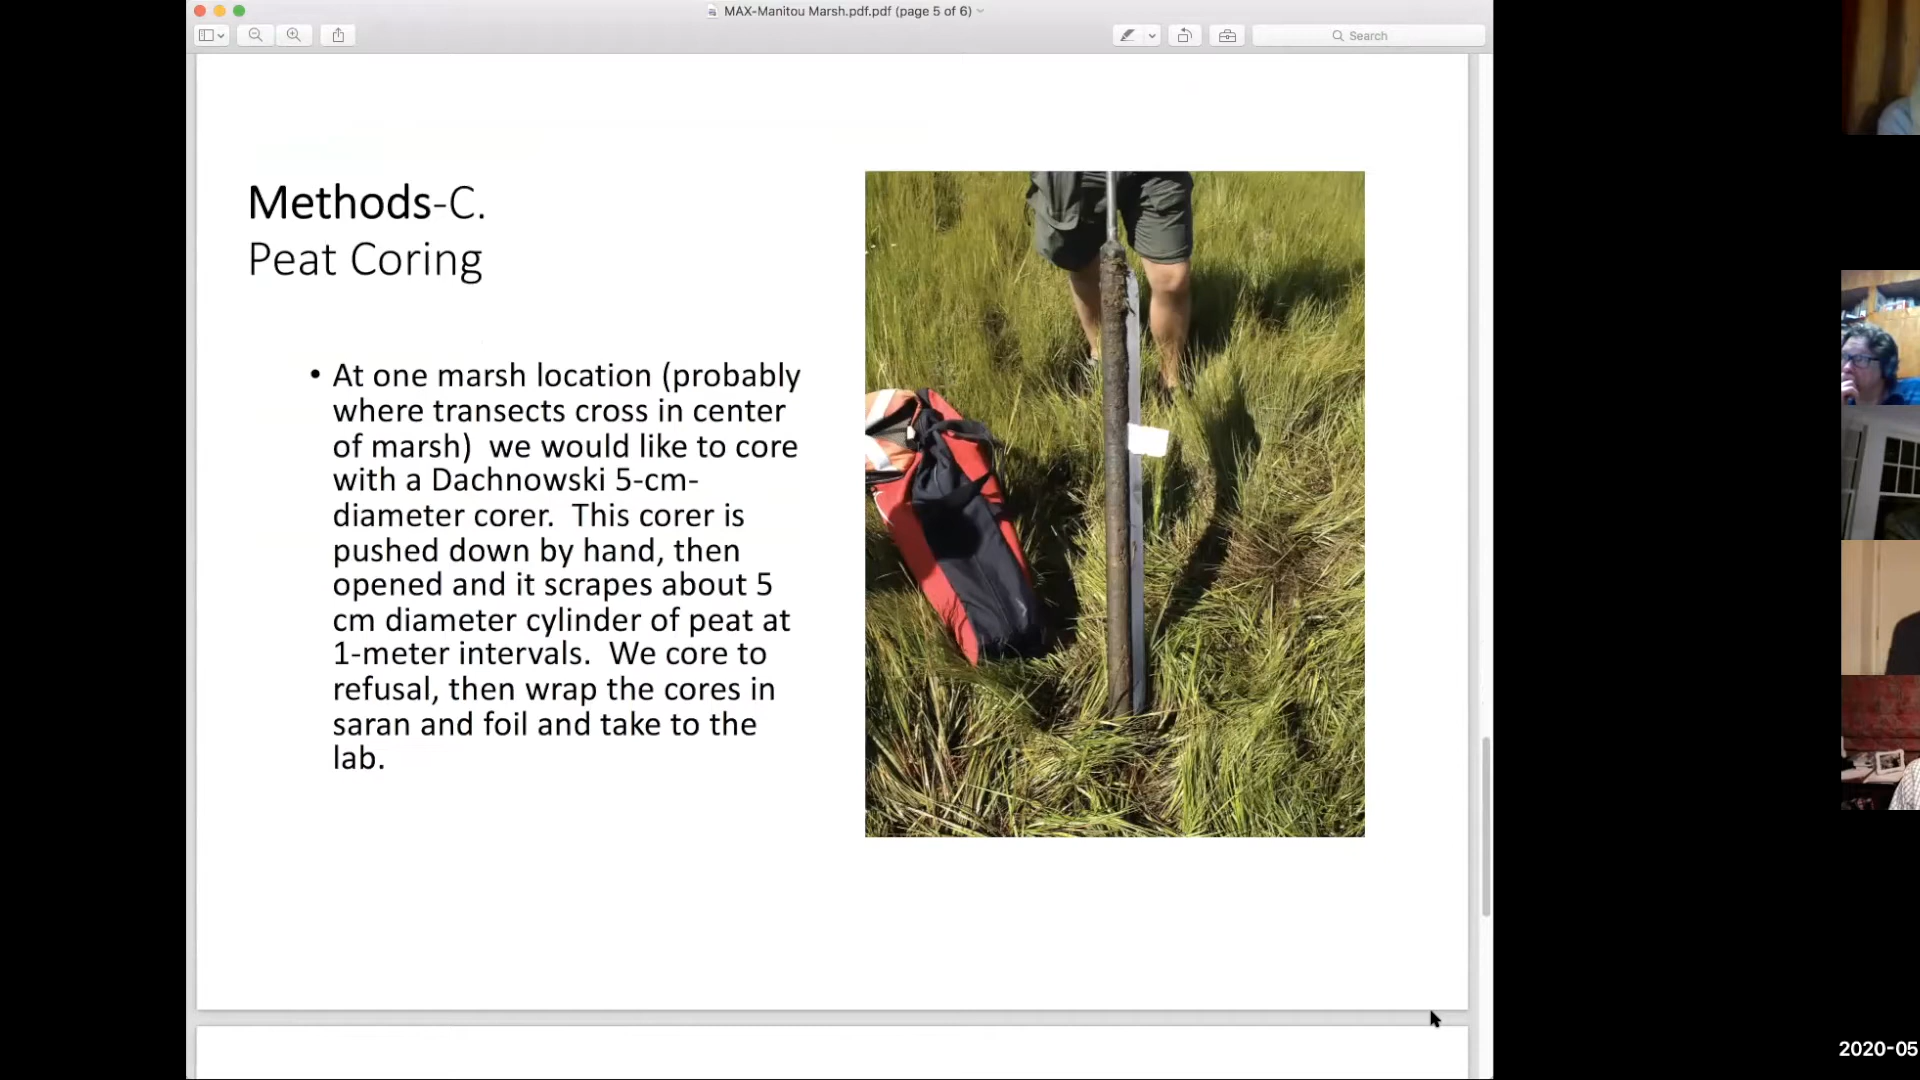 MAX-Manitou Marsh.pdf.pdf (page 5 of 6)
Search
Methods-C.
Peat Coring
• At one marsh location (probably
where transects cross in center
of marsh)  we would like to core
with a Dachnowski 5-cm-
diameter corer.  This corer is
pushed down by hand, then
opened and it scrapes about 5
cm diameter cylinder of peat at
1-meter intervals.  We core to
refusal, then wrap the cores in
saran and foil and take to the
lab.
2020-05